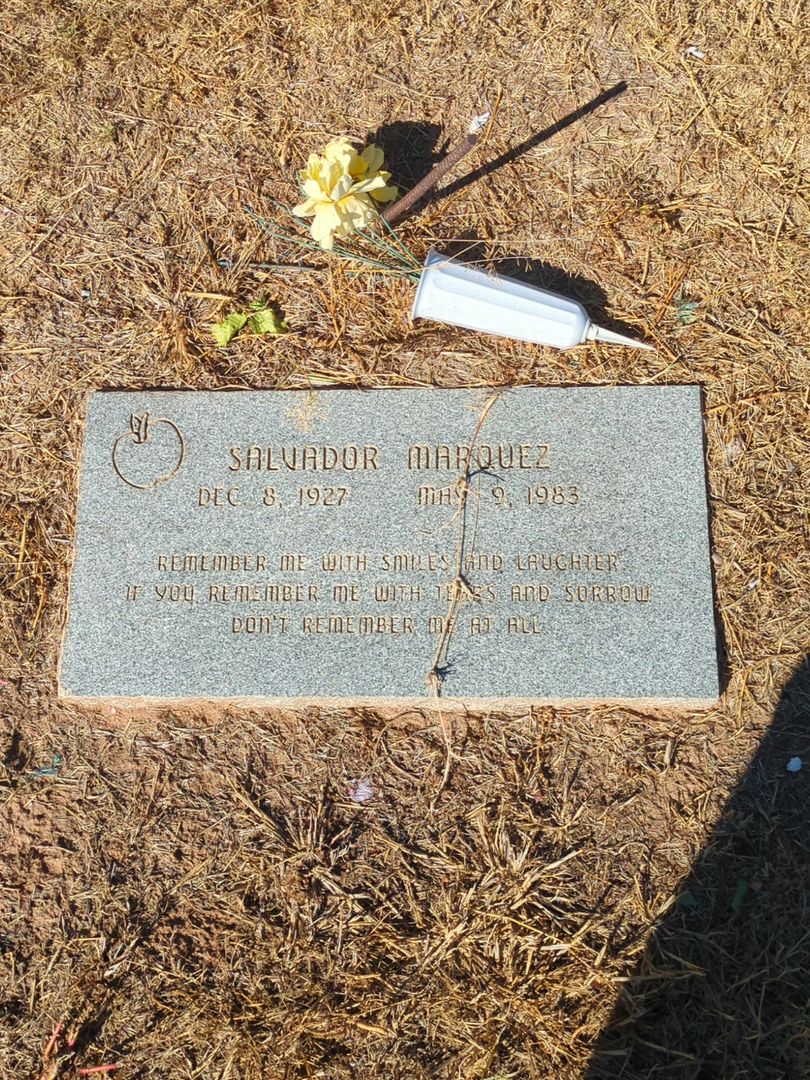 SALVADOR MARQUEZ
DEC. 8, 1927 MAY 9, 1983
REMEMBER ME WITH SMILES AND LAUGHTER.
IF YOU REMEMBER ME WITH TEARS AND SORROW
DON'T REMEMBER ME AT ALL.